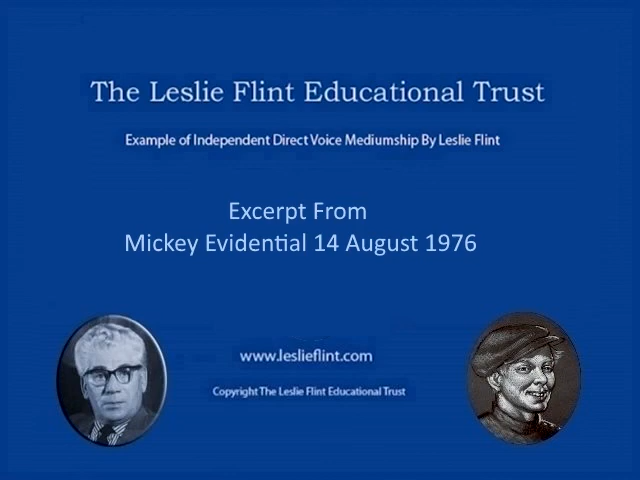 The Leslie Flint Educational Trust
Example of Independent Direct Voice Mediumship By Leslie Flint
Excerpt From
Mickey Evidential 14 August 1976
www.leslieflint.com
Copyright The Leslie Flint Educational Trust